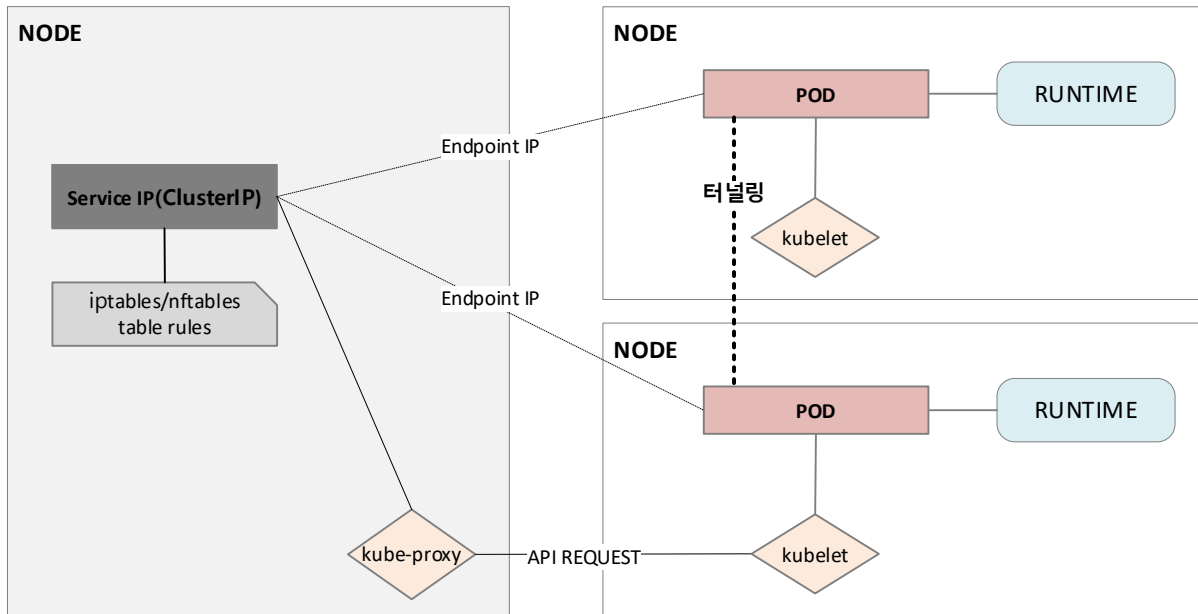 NODE
Service IP(ClusterIP)
iptables/nftables
table rules
kube-proxy
Endpoint IP
Endpoint IP
API REQUEST
NODE
POD
RUNTIME
터널링
kubelet
NODE
POD
RUNTIME
kubelet